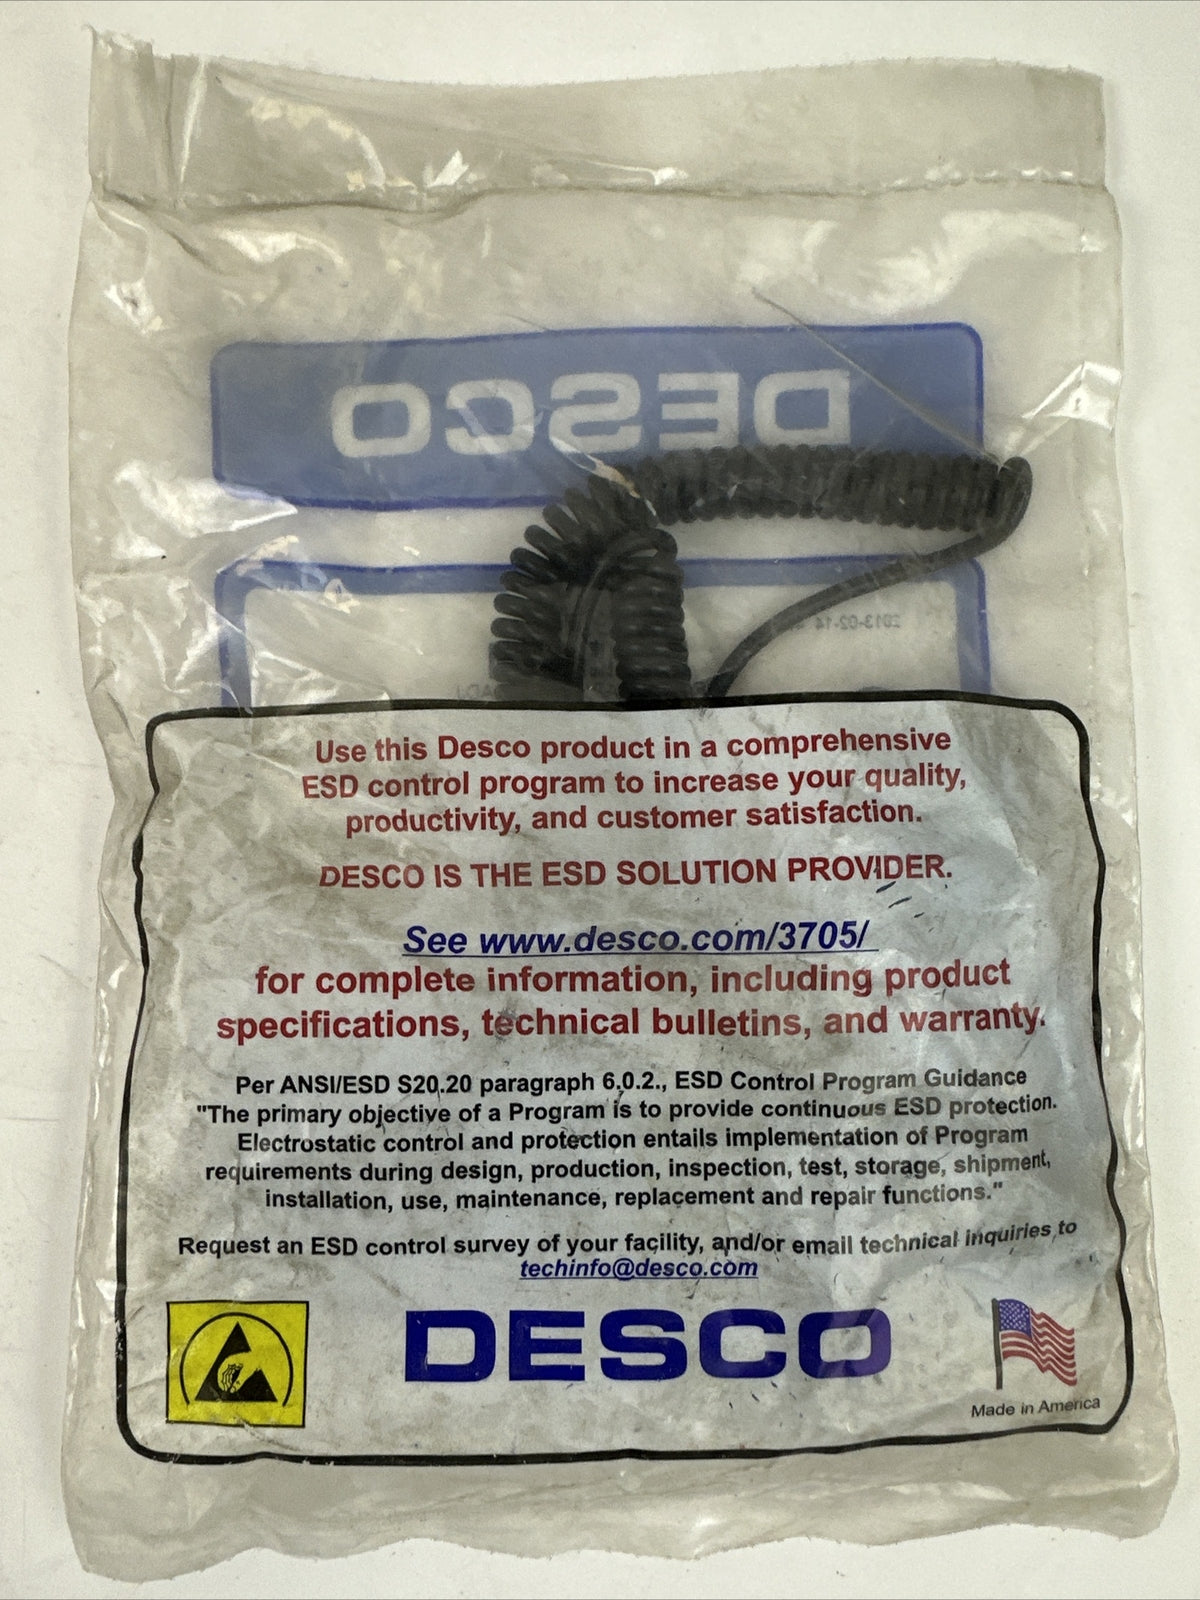 DESCO
2013-02-14
Use this Desco product in a comprehensive
ESD control program to increase your quality,
productivity, and customer satisfaction.
DESCO IS THE ESD SOLUTION PROVIDER.
See www.desco.com/3705/
for complete information, including product
specifications, technical bulletins, and warranty.
Per ANSI/ESD S20.20 paragraph 6.0.2., ESD Control Program Guidance
"The primary objective of a Program is to provide continuous ESD protection.
Electrostatic control and protection entails implementation of Program
requirements during design, production, inspection, test, storage, shipment,
installation, use, maintenance, replacement and repair functions."
Request an ESD control survey of your facility, and/or email technical inquiries to
techinfo@desco.com
DESCO
Made in America